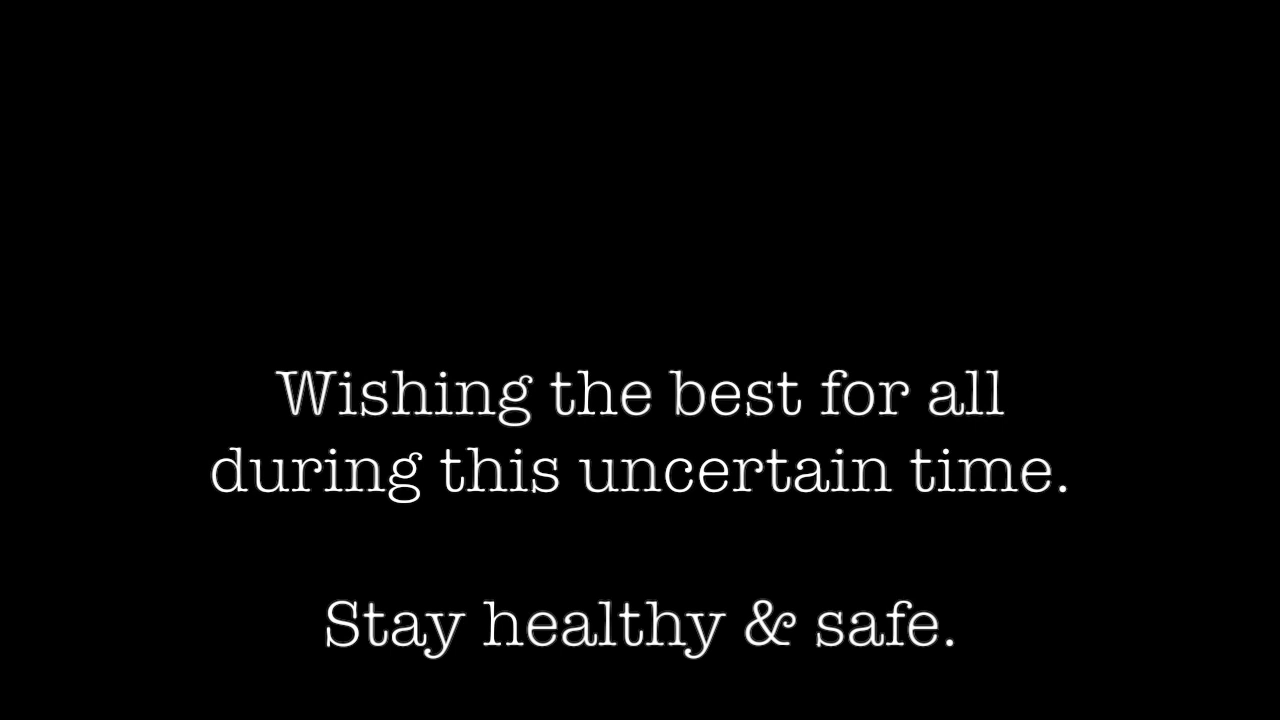 Wishing the best for all
during this uncertain time.
Stay healthy & safe.